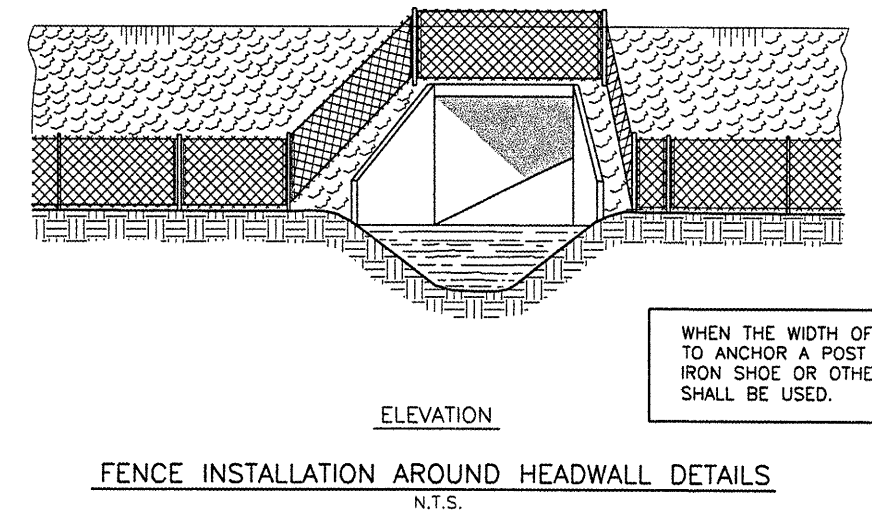 WHEN THE WIDTH OF
TO ANCHOR A POST
IRON SHOE OR OTHE
SHALL BE USED.
ELEVATION
FENCE INSTALLATION AROUND HEADWALL DETAILS
N.T.S.